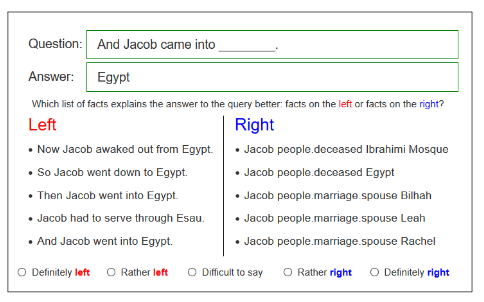 Question: And Jacob came into ________.
Answer: Egypt
Which list of facts explains the answer to the query better: facts on the left or facts on the right?
Left
• Now Jacob awaked out from Egypt.
• So Jacob went down to Egypt.
• Then Jacob went into Egypt.
• Jacob had to serve through Esau.
• And Jacob went into Egypt.
Right
• Jacob people.deceased Ibrahimi Mosque
• Jacob people.deceased Egypt
• Jacob people.marriage.spouse Bilhah
• Jacob people.marriage.spouse Leah
• Jacob people.marriage.spouse Rachel
Definitely left Rather left Difficult to say Rather right Definitely right